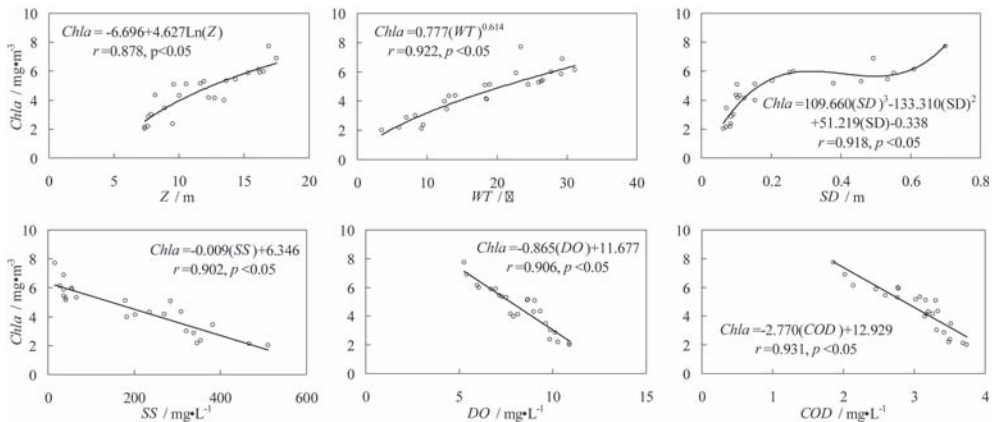 Chla = -6.696+4.627Ln(Z)
r=0.878, p<0.05
Chla / mg•m-3
10
8
6
4
2
0
0 5 10 15 20
Z / m
Chla = 0.777(WT)0.614
r=0.922, p <0.05
10
8
6
4
2
0
0 10 20 30 40
WT / 
10
8
6
4
2
0
Chla =109.660(SD)3-133.310(SD)2
+51.219(SD)-0.338
r=0.918, p <0.05
0 0.2 0.4 0.6 0.8
SD / m
Chla =-0.009(SS)+6.346
r=0.902, p <0.05
Chla / mg•m-3
10
8
6
4
2
0
0 200 400 600
SS / mg•L-1
Chla =-0.865(DO)+11.677
r=0.906, p <0.05
10
8
6
4
2
0
0 5 10 15
DO / mg•L-1
10
8
6
4
2
0
Chla =-2.770(COD)+12.929
r=0.931, p <0.05
0 1 2 3 4
COD / mg•L-1